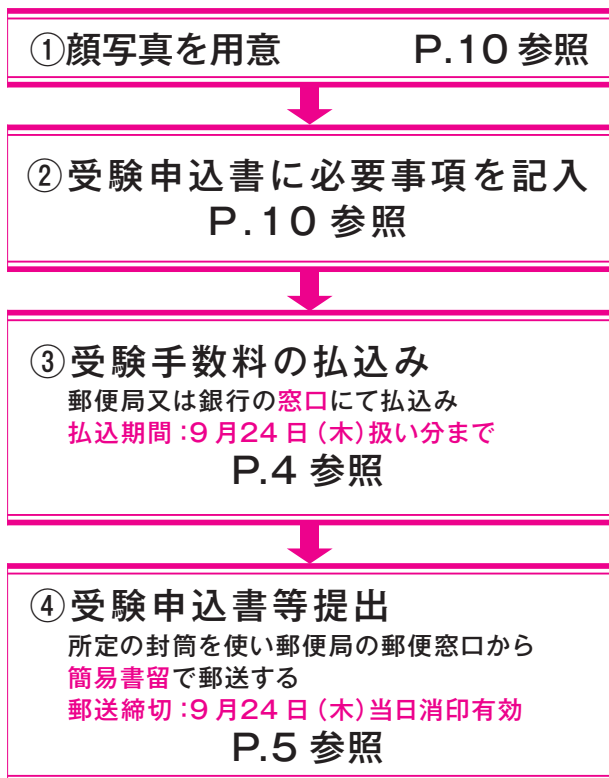 ①顔写真を用意 P.10 参照
②受験申込書に必要事項を記入
P.10 参照
③受験手数料の払込み
郵便局又は銀行の窓口にて払込み
払込期間：9 月24 日（木）扱い分まで
P.4 参照
④受験申込書等提出
所定の封筒を使い郵便局の郵便窓口から
簡易書留で郵送する
郵送締切：9 月24 日（木）当日消印有効
P.5 参照